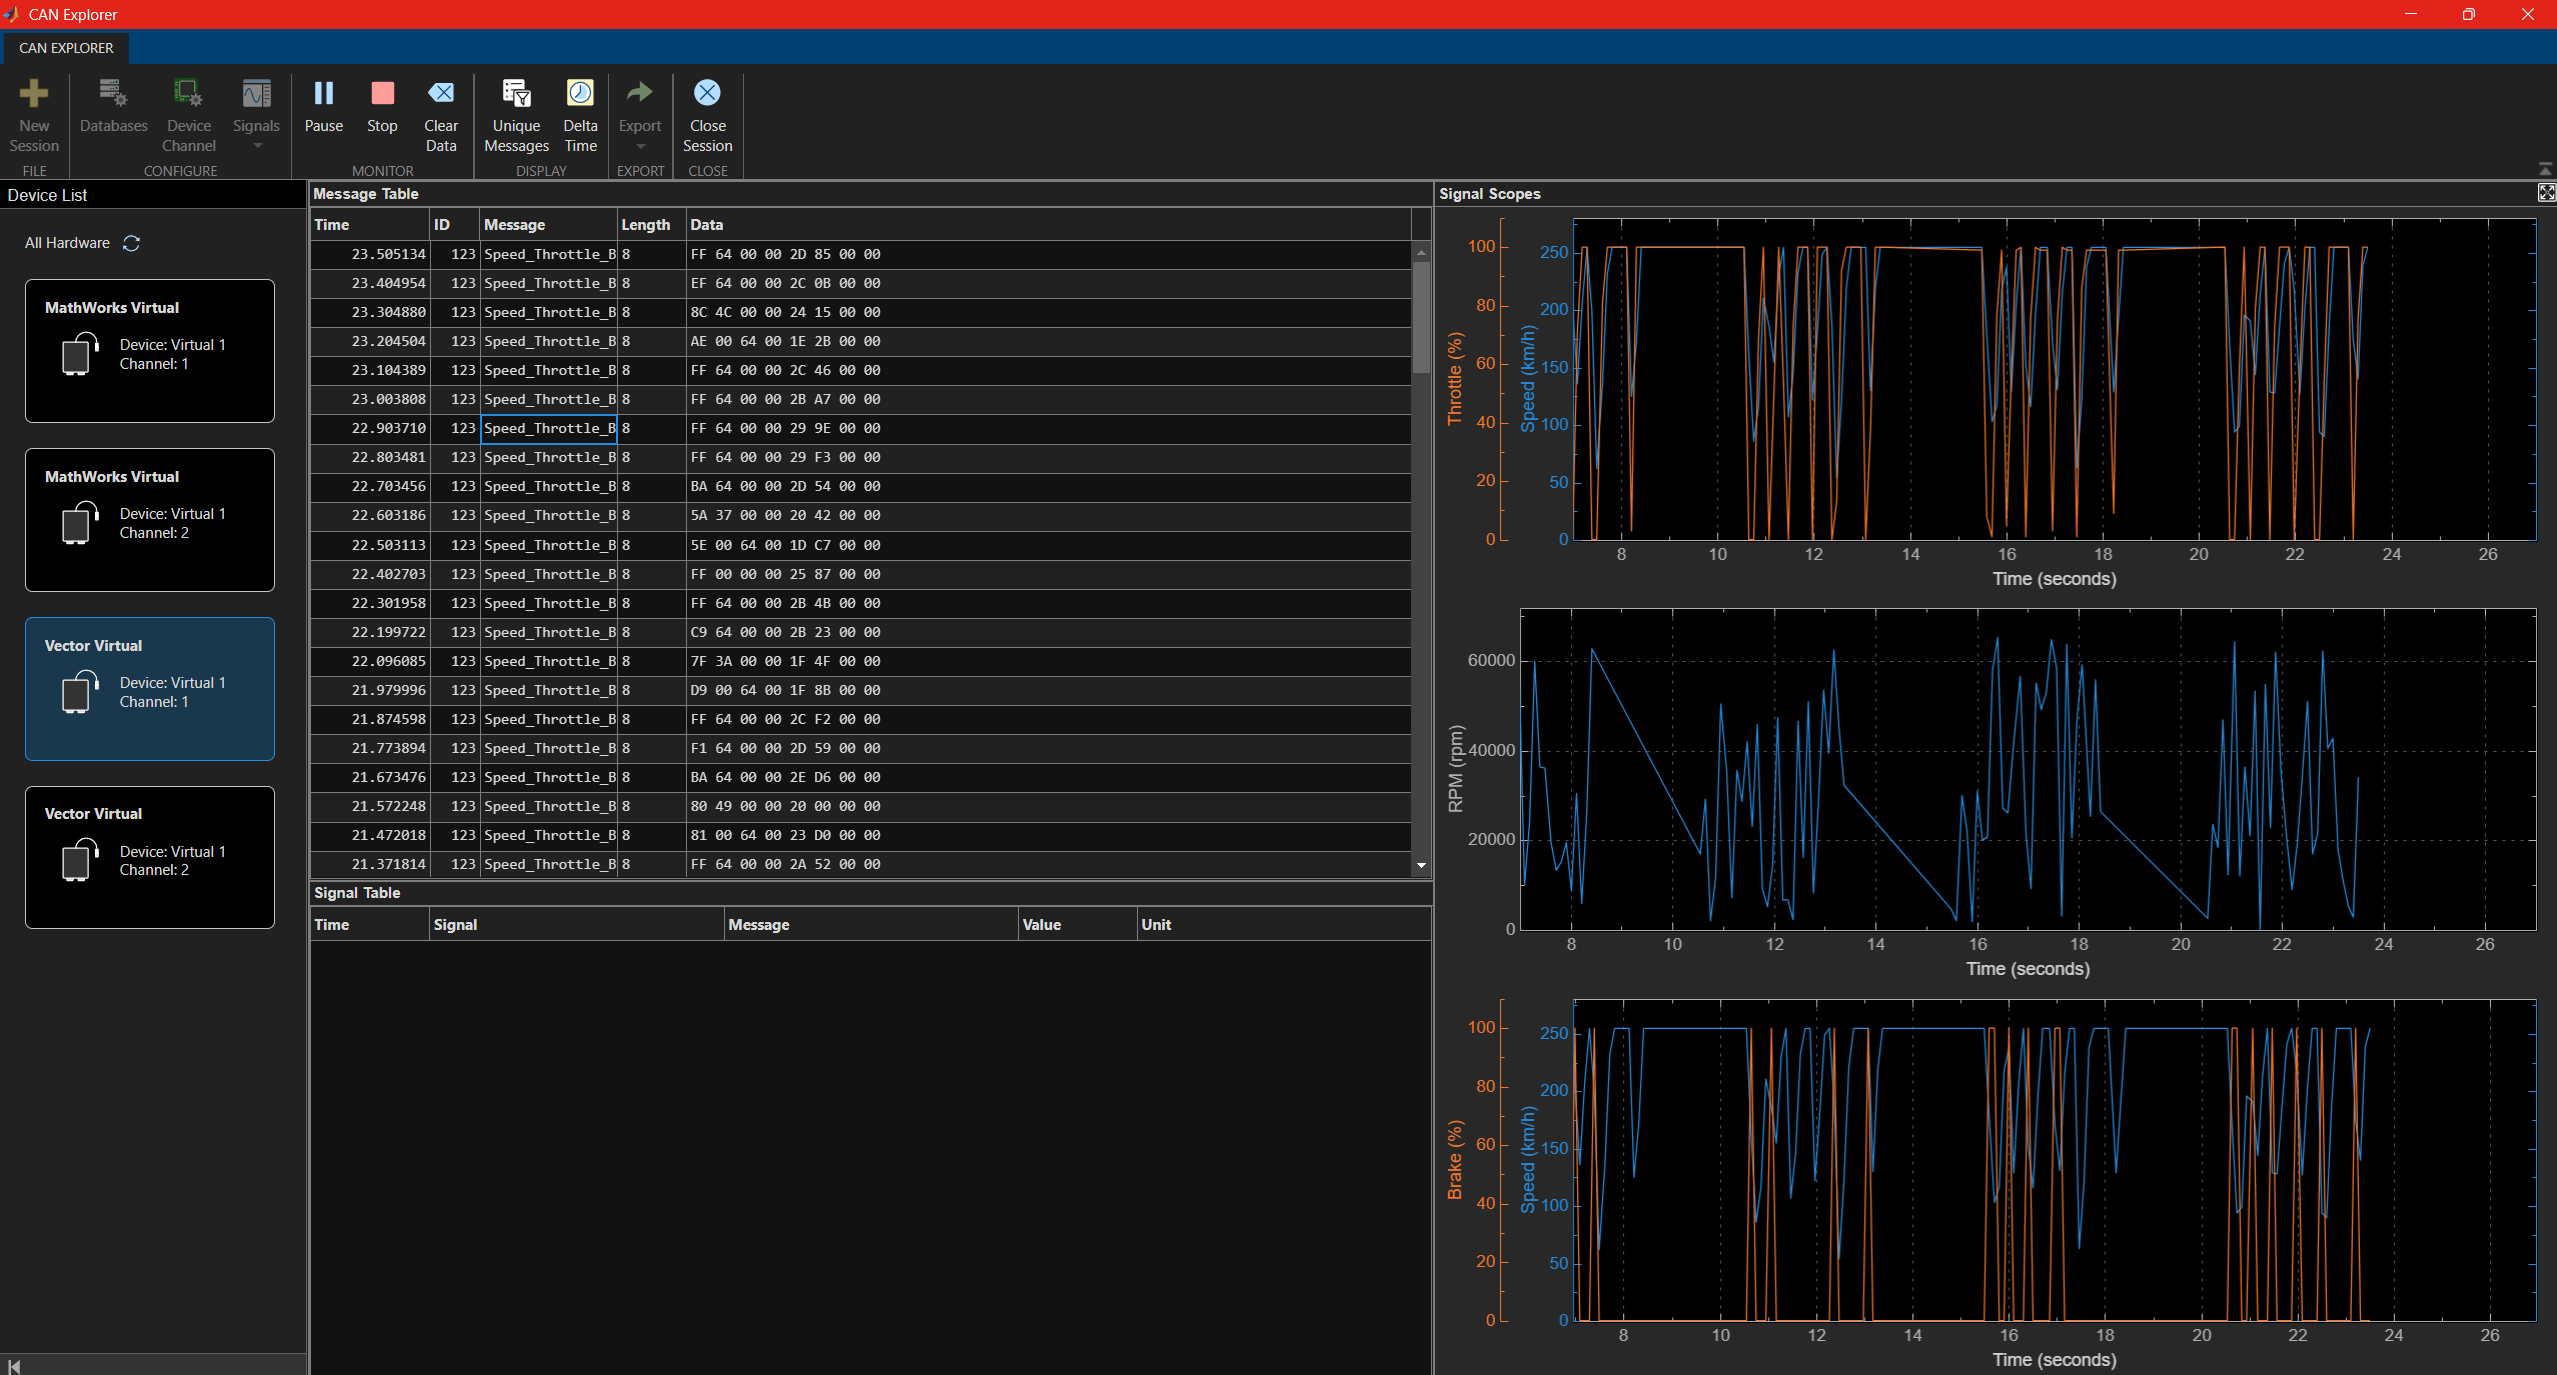 CAN Explorer
CAN EXPLORER
New Session
Databases
Device Channel
Signals
Pause
Stop
Clear Data
Unique Messages
Delta Time
Export
Close Session
FILE
CONFIGURE
MONITOR
DISPLAY
EXPORT
CLOSE
Device List
All Hardware
MathWorks Virtual
Device: Virtual 1
Channel: 1
MathWorks Virtual
Device: Virtual 1
Channel: 2
Vector Virtual
Device: Virtual 1
Channel: 1
Vector Virtual
Device: Virtual 1
Channel: 2
Message Table
Time ID Message Length Data
23.505134 123 Speed_Throttle_B 8 FF 64 00 00 2D 85 00 00
23.404954 123 Speed_Throttle_B 8 EF 64 00 00 2C 0B 00 00
23.304880 123 Speed_Throttle_B 8 8C 4C 00 00 24 15 00 00
23.204504 123 Speed_Throttle_B 8 AE 00 64 00 1E 2B 00 00
23.104389 123 Speed_Throttle_B 8 FF 64 00 00 2C 46 00 00
23.003808 123 Speed_Throttle_B 8 FF 64 00 00 2B A7 00 00
22.903710 123 Speed_Throttle_B 8 FF 64 00 00 29 9E 00 00
22.803481 123 Speed_Throttle_B 8 FF 64 00 00 29 F3 00 00
22.703456 123 Speed_Throttle_B 8 BA 64 00 00 2D 54 00 00
22.603186 123 Speed_Throttle_B 8 5A 37 00 00 20 42 00 00
22.503113 123 Speed_Throttle_B 8 5E 00 64 00 1D C7 00 00
22.402703 123 Speed_Throttle_B 8 FF 00 00 00 25 87 00 00
22.301958 123 Speed_Throttle_B 8 FF 64 00 00 2B 4B 00 00
22.199722 123 Speed_Throttle_B 8 C9 64 00 00 2B 23 00 00
22.096085 123 Speed_Throttle_B 8 7F 3A 00 00 1F 4F 00 00
21.979996 123 Speed_Throttle_B 8 D9 00 64 00 1F 8B 00 00
21.874598 123 Speed_Throttle_B 8 FF 64 00 00 2C F2 00 00
21.773894 123 Speed_Throttle_B 8 F1 64 00 00 2D 59 00 00
21.673476 123 Speed_Throttle_B 8 BA 64 00 00 2E D6 00 00
21.572248 123 Speed_Throttle_B 8 80 49 00 00 20 00 00 00
21.472018 123 Speed_Throttle_B 8 81 00 64 00 23 D0 00 00
21.371814 123 Speed_Throttle_B 8 FF 64 00 00 2A 52 00 00
Signal Table
Time Signal Message Value Unit
Signal Scopes
Throttle (%)
100
80
60
40
20
0
Speed (km/h)
250
200
150
100
50
0
8 10 12 14 16 18 20 22 24 26
Time (seconds)
RPM (rpm)
60000
40000
20000
0
8 10 12 14 16 18 20 22 24 26
Time (seconds)
Brake (%)
100
80
60
40
20
0
Speed (km/h)
250
200
150
100
50
0
8 10 12 14 16 18 20 22 24 26
Time (seconds)